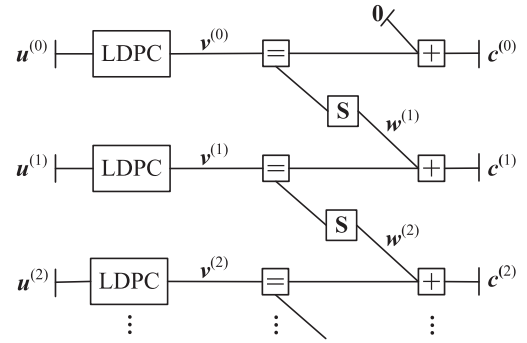 0
u^(0) LDPC v^(0) = + c^(0)
S w^(1)
u^(1) LDPC v^(1) = + c^(1)
S w^(2)
u^(2) LDPC v^(2) = + c^(2)
⋮ ⋮ ⋮